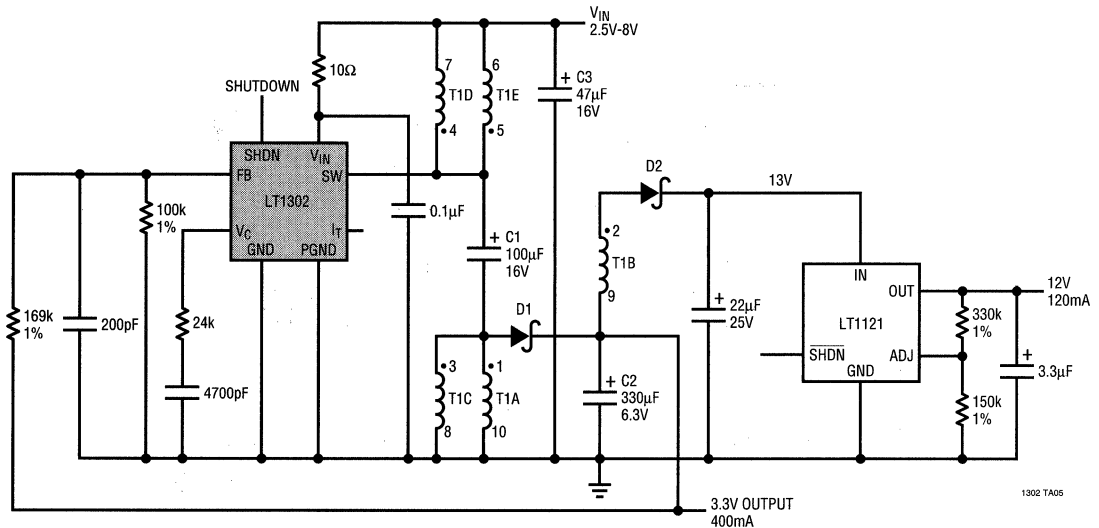 VIN
2.5V-8V
10Ω
SHUTDOWN
7
T1D
4
6
T1E
5
+
C3
47µF
16V
SHDN
VIN
FB
SW
LT1302
VC
IT
GND
PGND
100k
1%
0.1µF
+
C1
100µF
16V
D2
13V
2
T1B
9
169k
1%
200pF
24k
4700pF
D1
3
T1C
8
1
T1A
10
+
C2
330µF
6.3V
+
22µF
25V
IN
OUT
LT1121
SHDN
ADJ
GND
12V
120mA
330k
1%
+
3.3µF
150k
1%
1302 TA05
3.3V OUTPUT
400mA